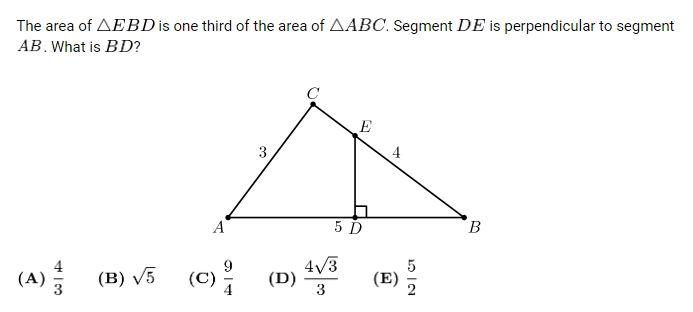 The area of △EBD is one third of the area of △ABC. Segment DE is perpendicular to segment
AB. What is BD?
C
E
3
4
A
5
D
B
(A) 4/3 (B) √5 (C) 9/4 (D) 4√3/3 (E) 5/2